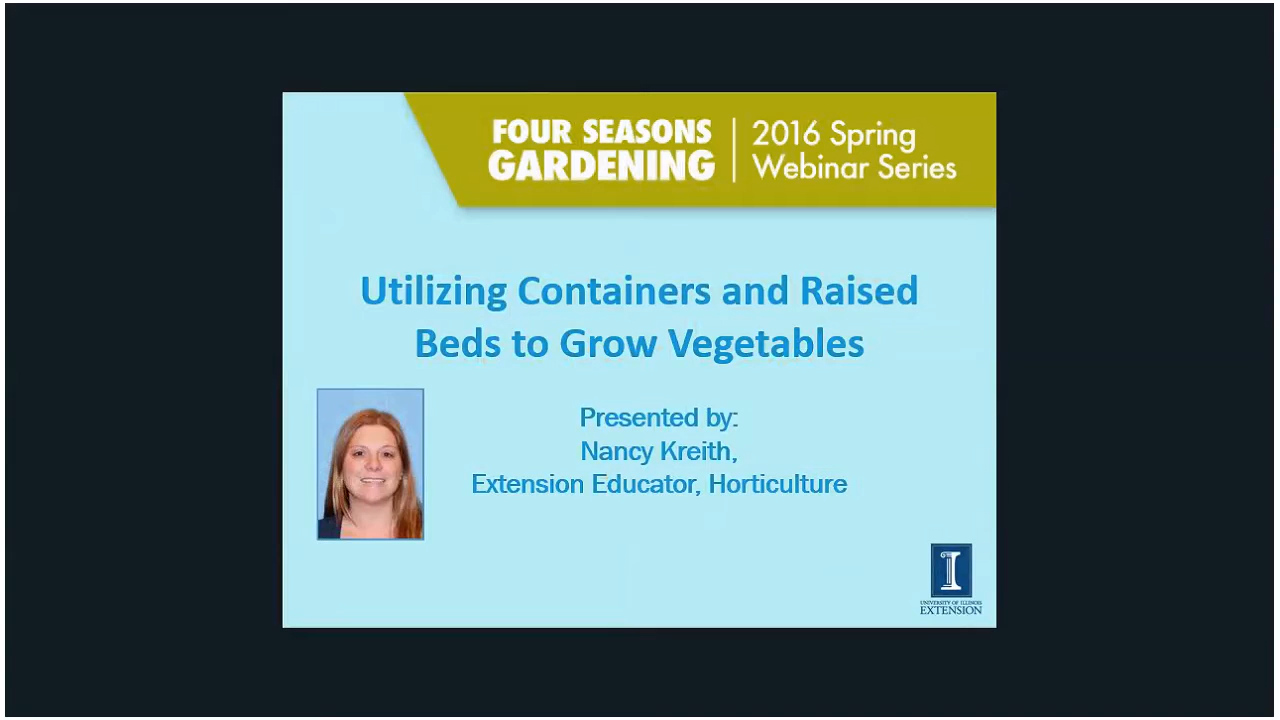 FOUR SEASONS
GARDENING
2016 Spring
Webinar Series
Utilizing Containers and Raised
Beds to Grow Vegetables
Presented by:
Nancy Kreith,
Extension Educator, Horticulture
I
UNIVERSITY OF ILLINOIS
EXTENSION